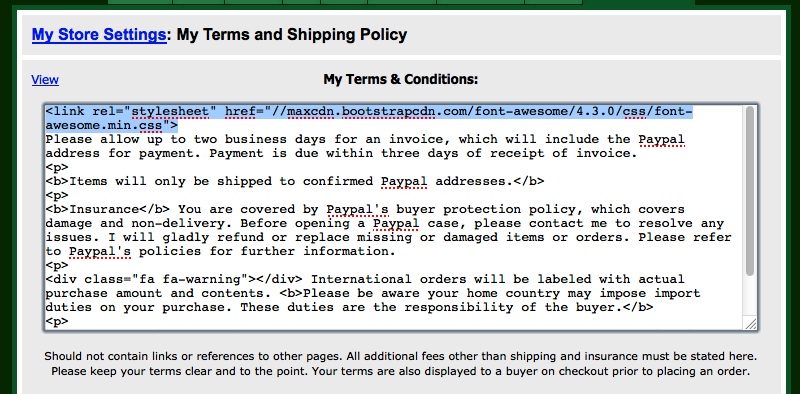 My Store Settings: My Terms and Shipping Policy
View
My Terms & Conditions:
<link rel="stylesheet" href="//maxcdn.bootstrapcdn.com/font-awesome/4.3.0/css/font-
awesome.min.css">
Please allow up to two business days for an invoice, which will include the Paypal
address for payment. Payment is due within three days of receipt of invoice.
<p>
<b>Items will only be shipped to confirmed Paypal addresses.</b>
<p>
<b>Insurance</b> You are covered by Paypal's buyer protection policy, which covers
damage and non-delivery. Before opening a Paypal case, please contact me to resolve any
issues. I will gladly refund or replace missing or damaged items or orders. Please refer
to Paypal's policies for further information.
<p>
<div class="fa fa-warning"></div> International orders will be labeled with actual
purchase amount and contents. <b>Please be aware your home country may impose import
duties on your purchase. These duties are the responsibility of the buyer.</b>
<p>
Should not contain links or references to other pages. All additional fees other than shipping and insurance must be stated here.
Please keep your terms clear and to the point. Your terms are also displayed to a buyer on checkout prior to placing an order.